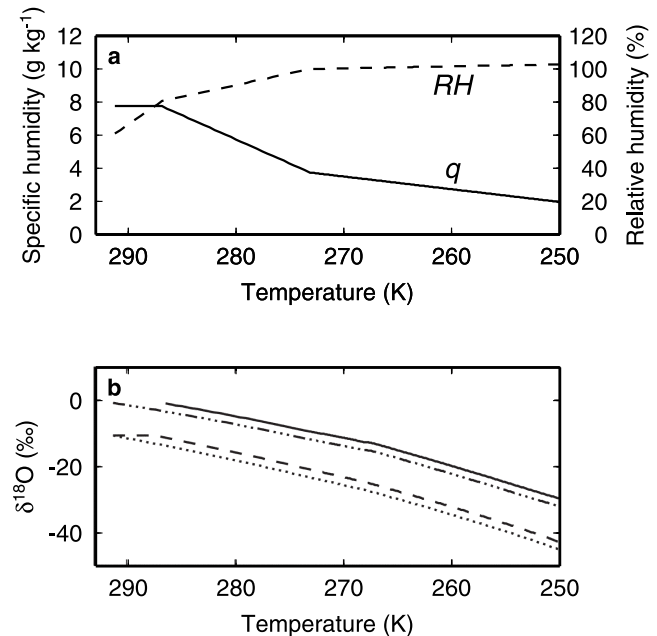 a
Specific humidity (g kg⁻¹)
12
10
8
6
4
2
0
RH
q
120
100
80
60
40
20
0
Relative humidity (%)
290 280 270 260 250
Temperature (K)
b
δ¹⁸O (‰)
0
-20
-40
290 280 270 260 250
Temperature (K)